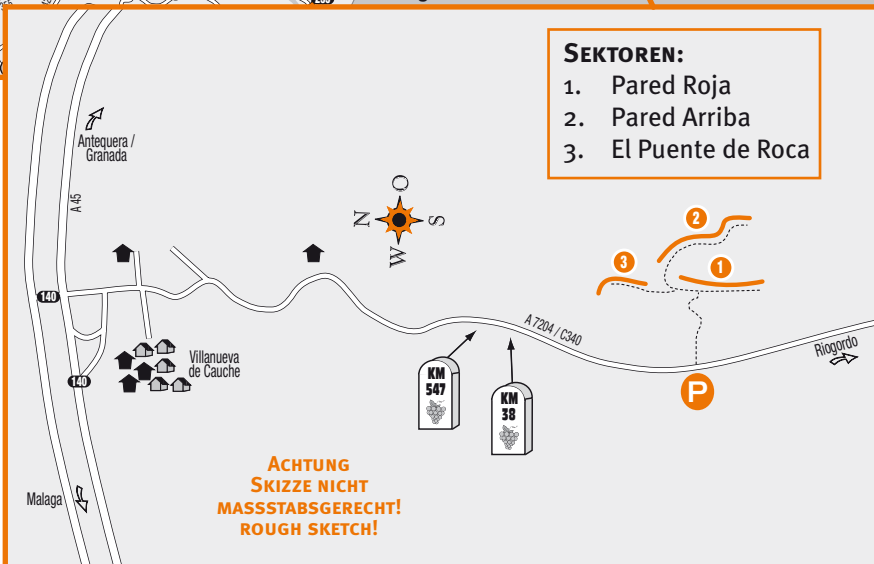 SEKTOREN:
1. Pared Roja
2. Pared Arriba
3. El Puente de Roca
Antequera /
Granada
A 45
O
N
S
W
2
3
1
140
A 7204 / C340
Riogordo
Villanueva
de Cauche
140
KM
547
KM
38
P
ACHTUNG
SKIZZE NICHT
MASSSTABSGERECHT!
ROUGH SKETCH!
Malaga